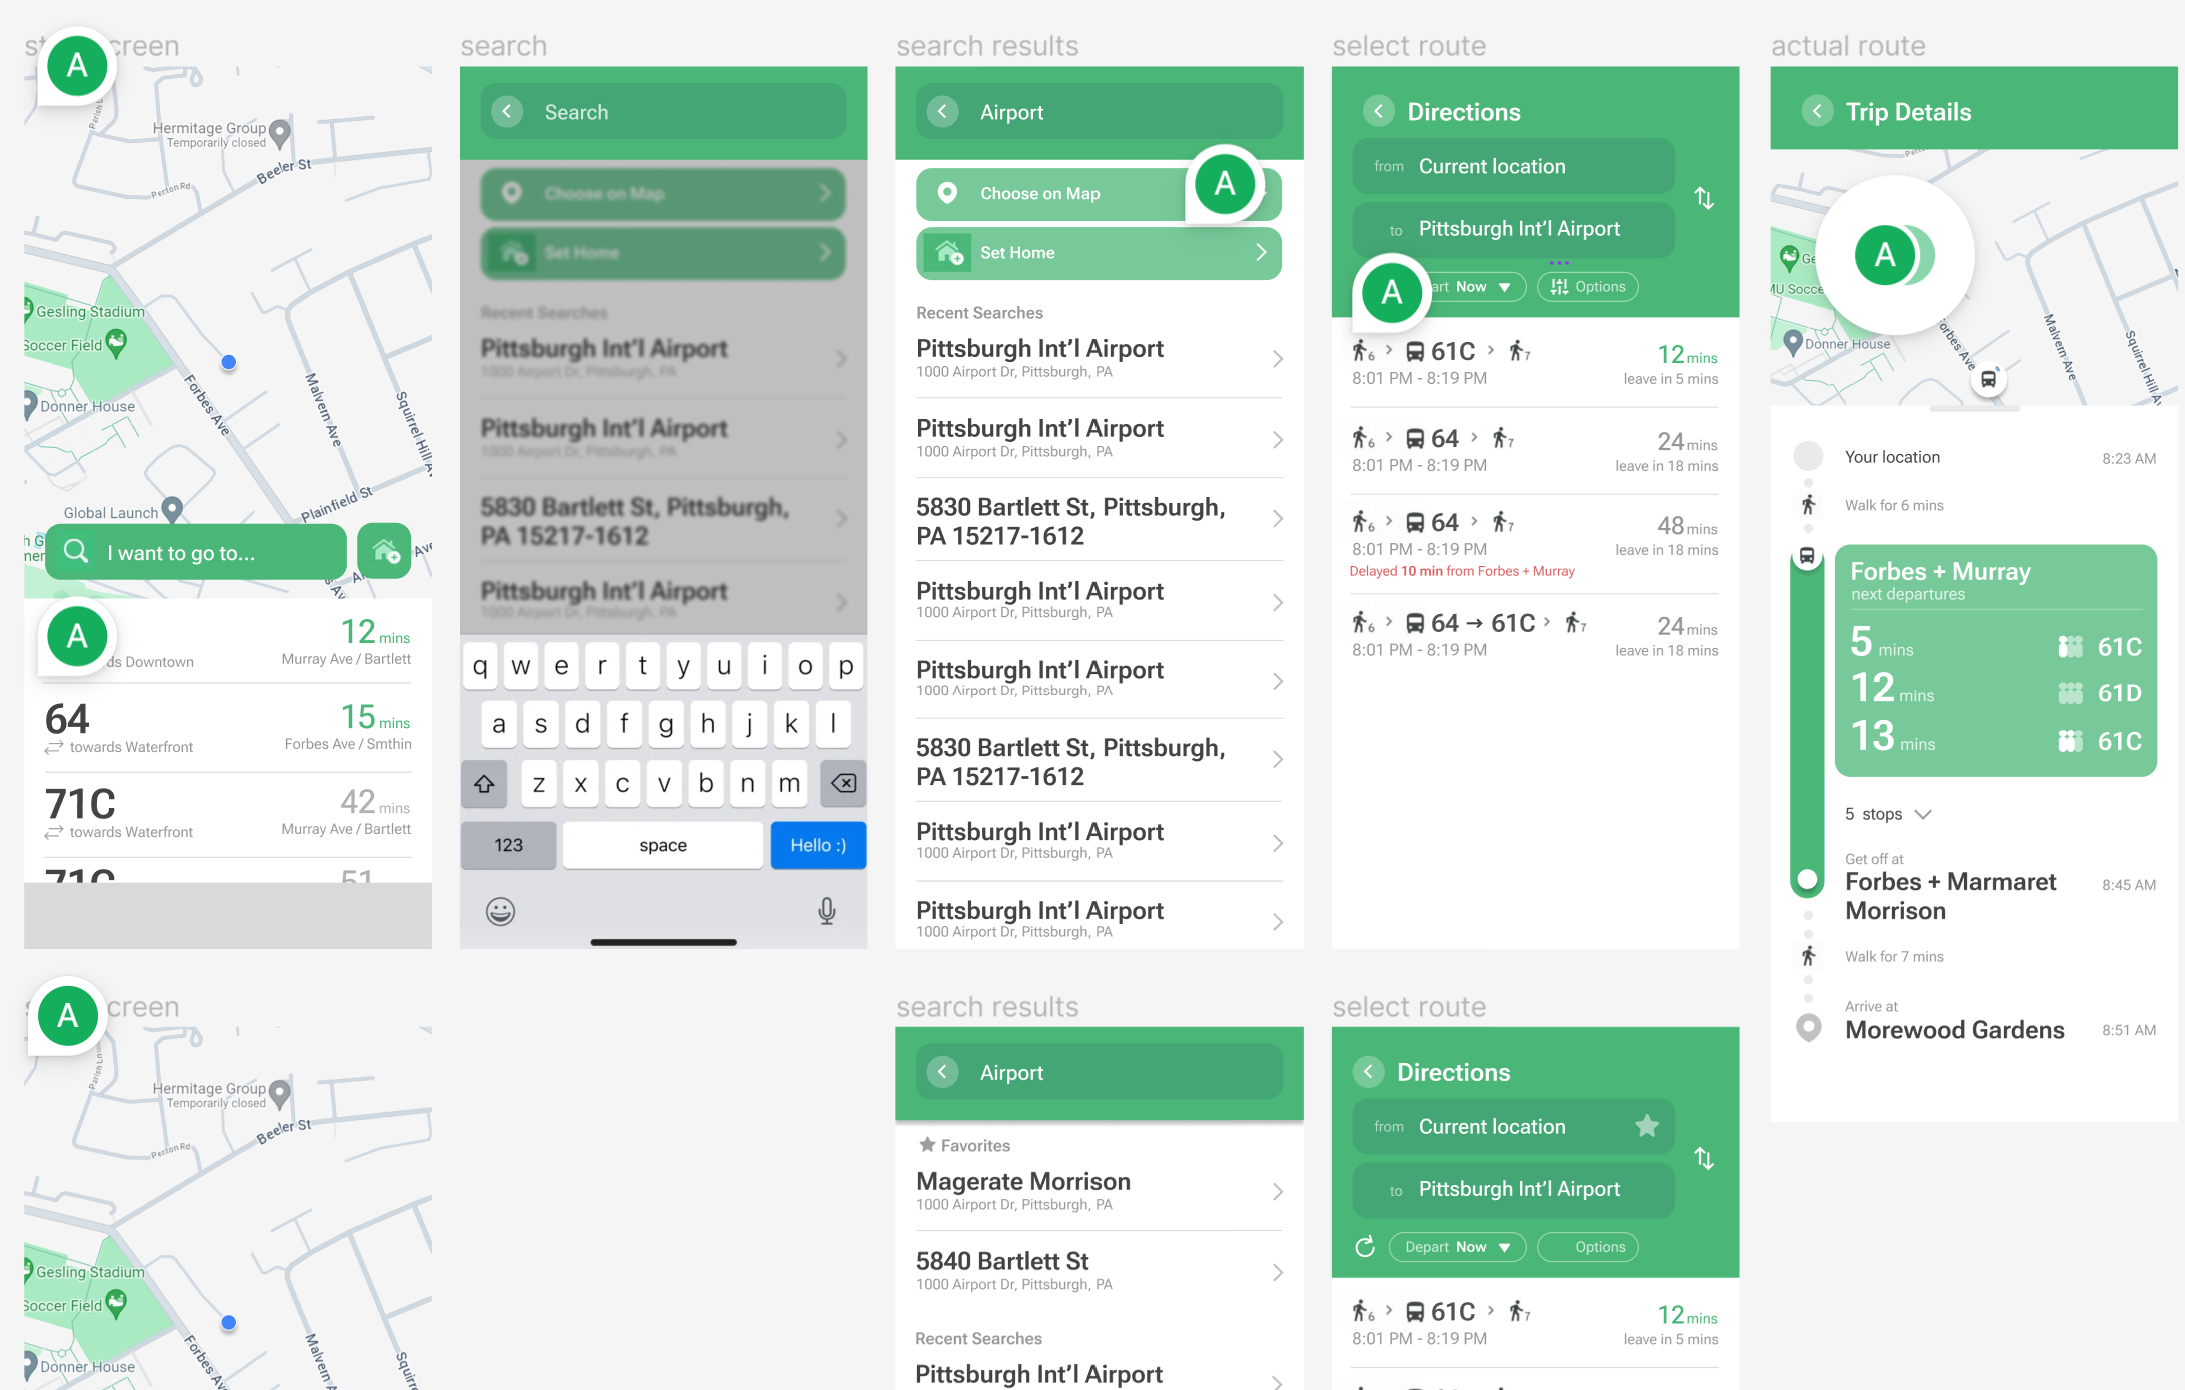 creen
A
Parish Ln
Hermitage Group
Temporarily closed
Beeler St
Penton Rd
Gesling Stadium
Soccer Field
Donner House
Forbes Ave
Malvern Ave
Squirrel Hill A
Plainfield St
Global Launch
I want to go to...
A
12 mins
ds Downtown
Murray Ave / Bartlett
64
15 mins
towards Waterfront
Forbes Ave / Smthin
71C
42 mins
towards Waterfront
Murray Ave / Bartlett
71C
51
search
Search
Choose on Map
Set Home
Recent Searches
Pittsburgh Int'l Airport
1000 Airport Dr, Pittsburgh, PA
Pittsburgh Int'l Airport
1000 Airport Dr, Pittsburgh, PA
5830 Bartlett St, Pittsburgh,
PA 15217-1612
Pittsburgh Int'l Airport
1000 Airport Dr, Pittsburgh, PA
q w e r t y u i o p
a s d f g h j k l
z x c v b n m
123
space
Hello :)
search results
Airport
A
Choose on Map
Set Home
Recent Searches
Pittsburgh Int'l Airport
1000 Airport Dr, Pittsburgh, PA
Pittsburgh Int'l Airport
1000 Airport Dr, Pittsburgh, PA
5830 Bartlett St, Pittsburgh,
PA 15217-1612
Pittsburgh Int'l Airport
1000 Airport Dr, Pittsburgh, PA
Pittsburgh Int'l Airport
1000 Airport Dr, Pittsburgh, PA
5830 Bartlett St, Pittsburgh,
PA 15217-1612
Pittsburgh Int'l Airport
1000 Airport Dr, Pittsburgh, PA
Pittsburgh Int'l Airport
1000 Airport Dr, Pittsburgh, PA
select route
Directions
from Current location
to Pittsburgh Int'l Airport
A
art Now
Options
6 61C 7
12 mins
8:01 PM - 8:19 PM
leave in 5 mins
6 64 7
24 mins
8:01 PM - 8:19 PM
leave in 18 mins
6 64 7
48 mins
8:01 PM - 8:19 PM
leave in 18 mins
Delayed 10 min from Forbes + Murray
6 64 → 61C 7
24 mins
8:01 PM - 8:19 PM
leave in 18 mins
actual route
Trip Details
A
Ge
MU Socce
Donner House
orbes Ave
Malvern Ave
Squirrel Hill A
Your location
8:23 AM
Walk for 6 mins
Forbes + Murray
next departures
5 mins
61C
12 mins
61D
13 mins
61C
5 stops
Get off at
Forbes + Marmaret
Morrison
8:45 AM
Walk for 7 mins
Arrive at
Morewood Gardens
8:51 AM
creen
A
Parish Ln
Hermitage Group
Temporarily closed
Beeler St
Penton Rd
Gesling Stadium
Soccer Field
Donner House
Forbes Av
Malvern
Squir
search results
Airport
Favorites
Magerate Morrison
1000 Airport Dr, Pittsburgh, PA
5840 Bartlett St
1000 Airport Dr, Pittsburgh, PA
Recent Searches
Pittsburgh Int'l Airport
select route
Directions
from Current location
to Pittsburgh Int'l Airport
Depart Now
Options
6 61C 7
12 mins
8:01 PM - 8:19 PM
leave in 5 mins